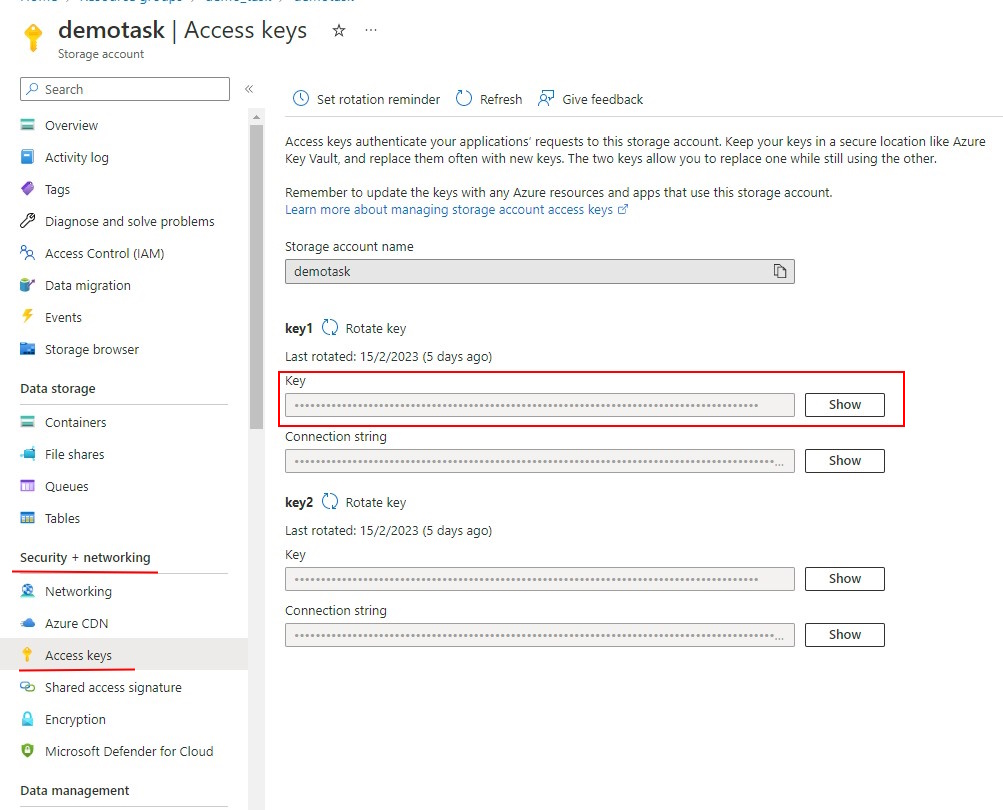 Home > Resource groups > demo_task > demotask
demotask | Access keys
Storage account
Search
Overview
Activity log
Tags
Diagnose and solve problems
Access Control (IAM)
Data migration
Events
Storage browser
Data storage
Containers
File shares
Queues
Tables
Security + networking
Networking
Azure CDN
Access keys
Shared access signature
Encryption
Microsoft Defender for Cloud
Data management
Set rotation reminder Refresh Give feedback
Access keys authenticate your applications' requests to this storage account. Keep your keys in a secure location like Azure
Key Vault, and replace them often with new keys. The two keys allow you to replace one while still using the other.
Remember to update the keys with any Azure resources and apps that use this storage account.
Learn more about managing storage account access keys
Storage account name
demotask
key1 Rotate key
Last rotated: 15/2/2023 (5 days ago)
Key
Show
Connection string
... Show
key2 Rotate key
Last rotated: 15/2/2023 (5 days ago)
Key
Show
Connection string
... Show